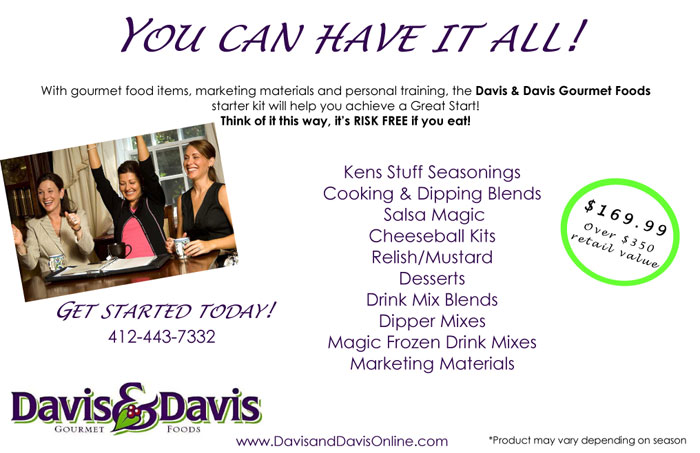 YOU CAN HAVE IT ALL!
With gourmet food items, marketing materials and personal training, the Davis & Davis Gourmet Foods
starter kit will help you achieve a Great Start!
Think of it this way, it's RISK FREE if you eat!
Kens Stuff Seasonings
Cooking & Dipping Blends
Salsa Magic
Cheeseball Kits
Relish/Mustard
Desserts
Drink Mix Blends
Dipper Mixes
Magic Frozen Drink Mixes
Marketing Materials
$169.99
Over $350
retail value
GET STARTED TODAY!
412-443-7332
Davis & Davis
GOURMET FOODS
www.DavisandDavisOnline.com
*Product may vary depending on season